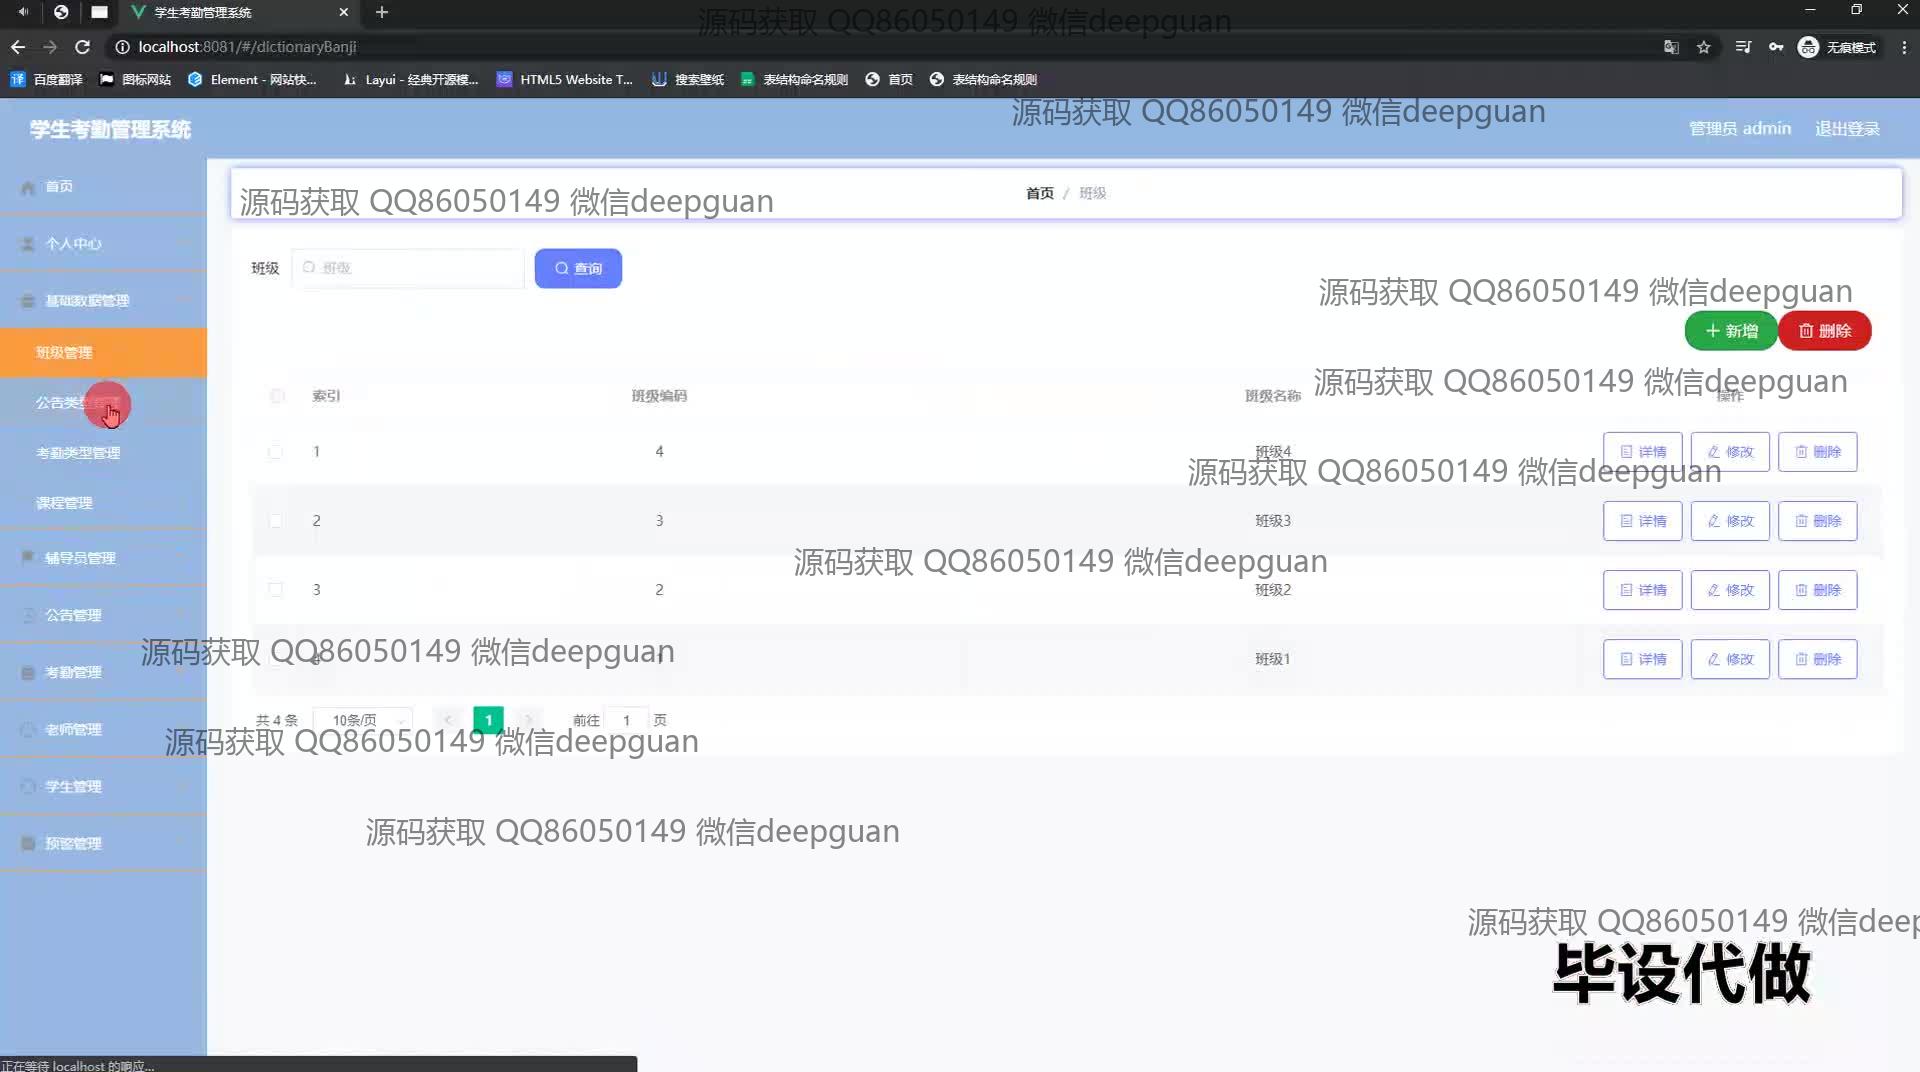 学生考勤管理系统
源码获取 QQ86050149 微信deepguan
localhost:8081/#/dictionaryBanji
无痕模式
百度翻译
图标网站
Element - 网站快...
Layui - 经典开源模...
HTML5 Website T...
搜索壁纸
表结构命名规则
首页
表结构命名规则
学生考勤管理系统
源码获取 QQ86050149 微信deepguan
管理员 admin
退出登录
首页
源码获取 QQ86050149 微信deepguan
首页 / 班级
个人中心
班级
班级
查询
基础数据管理
源码获取 QQ86050149 微信deepguan
新增
删除
班级管理
源码获取 QQ86050149 微信deepguan
索引
班级编码
班级名称
操作
公告类型管理
1
4
班级4
详情
修改
删除
考勤类型管理
源码获取 QQ86050149 微信deepguan
课程管理
2
3
班级3
详情
修改
删除
辅导员管理
源码获取 QQ86050149 微信deepguan
3
2
班级2
详情
修改
删除
公告管理
源码获取 QQ86050149 微信deepguan
4
班级1
详情
修改
删除
考勤管理
共 4 条
10条/页
1
前往
1
页
老师管理
源码获取 QQ86050149 微信deepguan
学生管理
源码获取 QQ86050149 微信deepguan
预警管理
源码获取 QQ86050149 微信deep
毕设代做
正在等待 localhost 的响应...